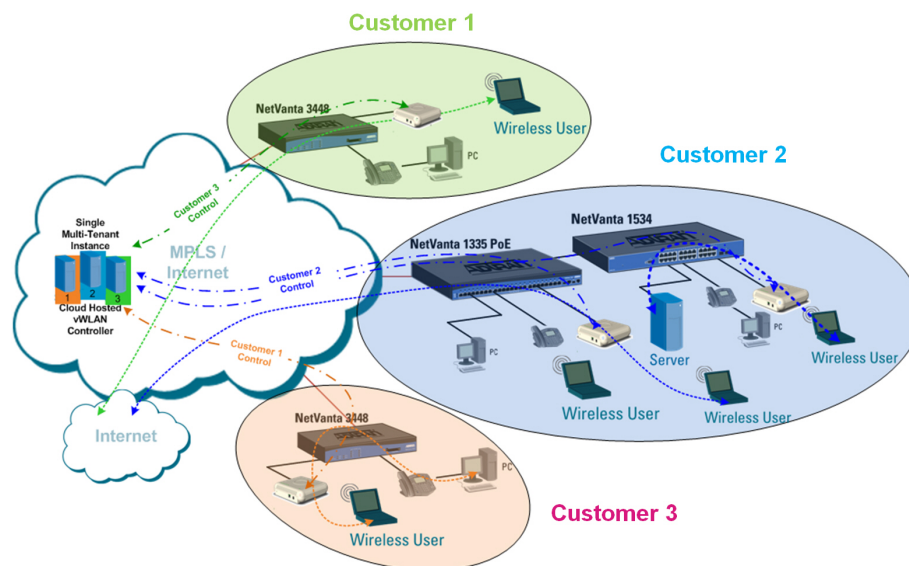 Customer 1
NetVanta 3448
Wireless User
PC
Customer 2
NetVanta 1534
NetVanta 1335 PoE
Customer 3
Control
Single
Multi-Tenant
Instance
MPLS /
Internet
1
2
3
Cloud Hosted
vWLAN
Controller
Customer 2
Control
Customer 1
Control
PC
PC
Server
Wireless User
Wireless User
Wireless User
Internet
NetVanta 3448
PC
Wireless User
Customer 3